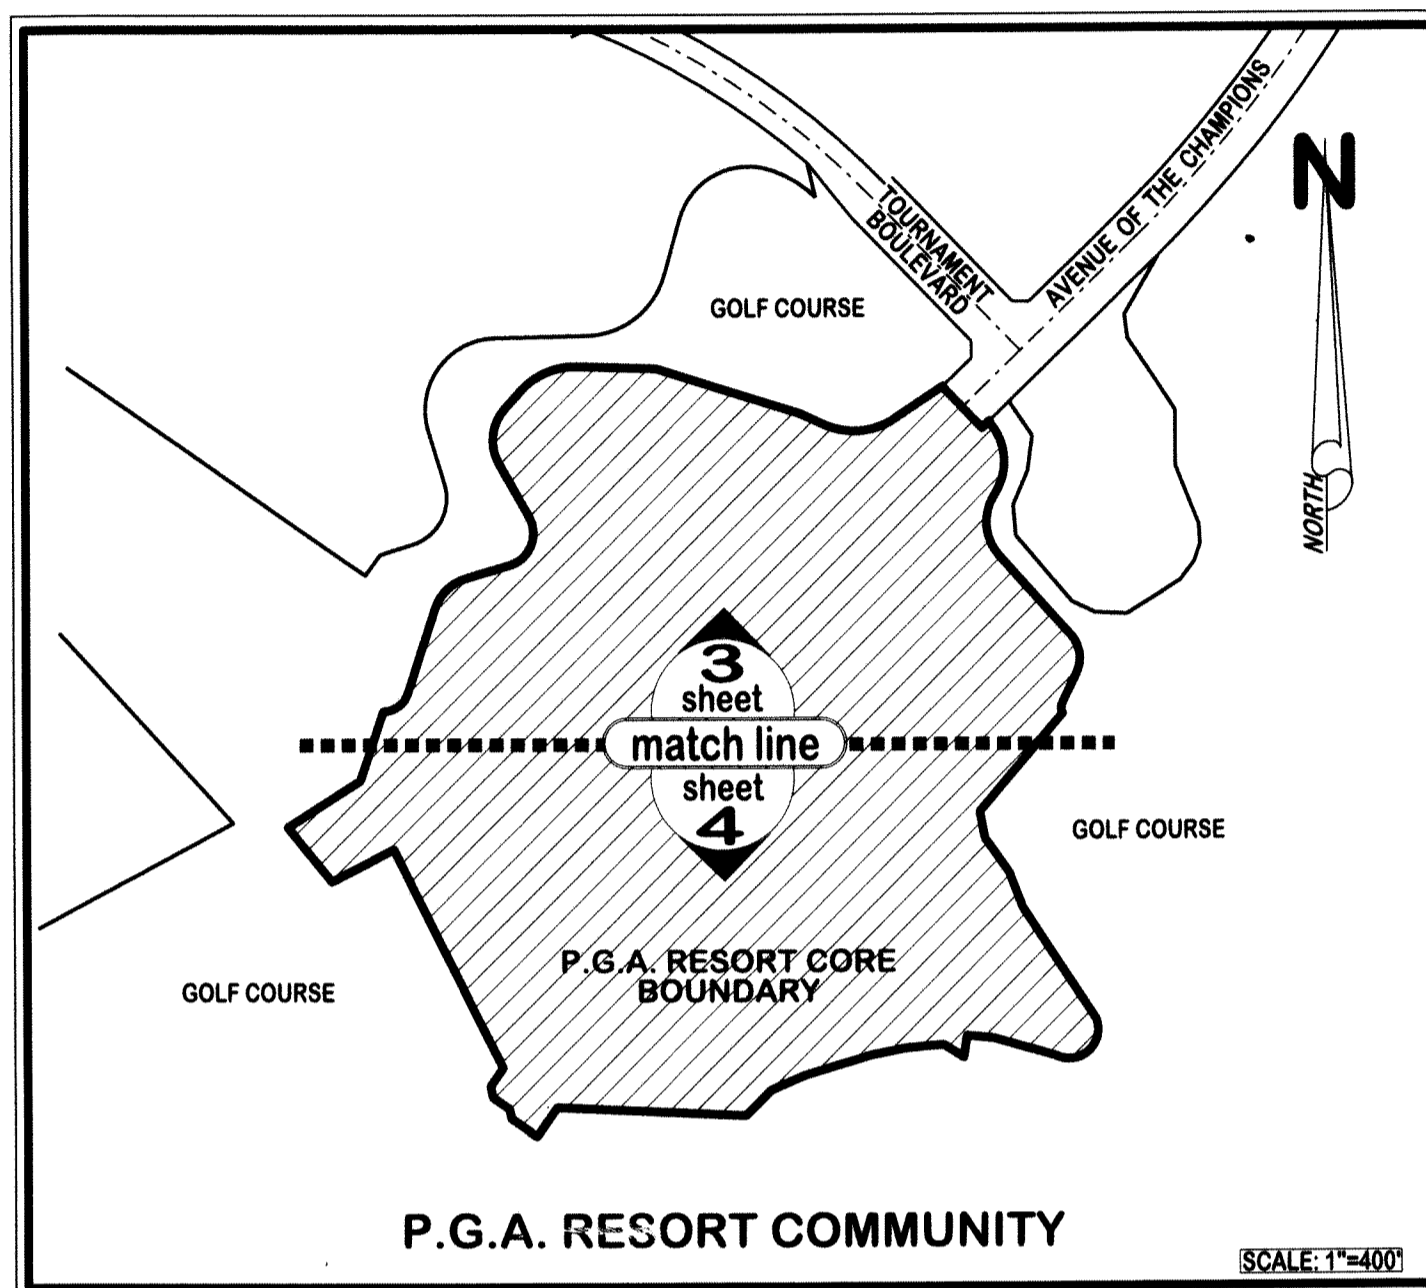 TOURNAMENT
BOULEVARD
AVENUE OF THE CHAMPIONS
N
GOLF COURSE
NORTH
3
sheet
match line
sheet
4
GOLF COURSE
P.G.A. RESORT CORE
BOUNDARY
GOLF COURSE
P.G.A. RESORT COMMUNITY
SCALE: 1"=400'